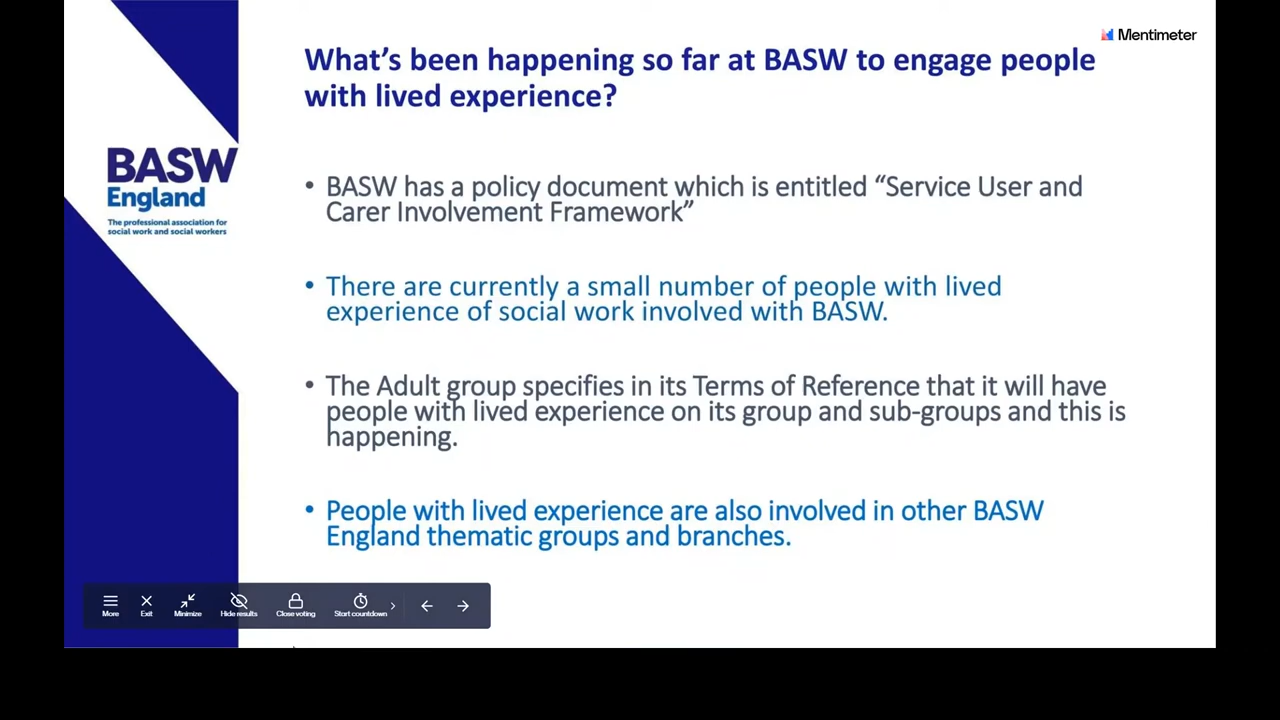 Mentimeter
What's been happening so far at BASW to engage people
with lived experience?
BASW
England
The professional association for
social work and social workers
• BASW has a policy document which is entitled “Service User and
Carer Involvement Framework”
• There are currently a small number of people with lived
experience of social work involved with BASW.
• The Adult group specifies in its Terms of Reference that it will have
people with lived experience on its group and sub-groups and this is
happening.
• People with lived experience are also involved in other BASW
England thematic groups and branches.
More Exit Minimize Hide results Close voting Start countdown